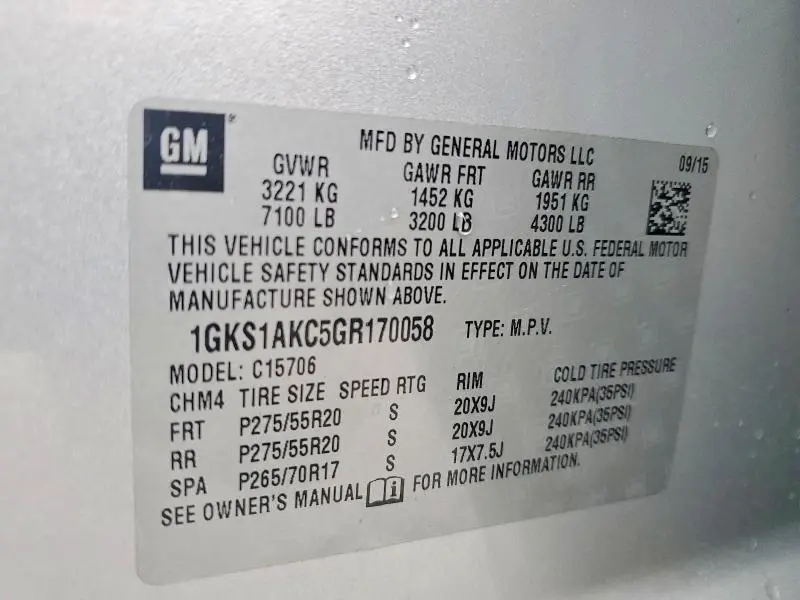 GM ®
MFD BY GENERAL MOTORS LLC 09/15
GVWR GAWR FRT GAWR RR
3221 KG 1452 KG 1951 KG
7100 LB 3200 LB 4300 LB
THIS VEHICLE CONFORMS TO ALL APPLICABLE U.S. FEDERAL MOTOR
VEHICLE SAFETY STANDARDS IN EFFECT ON THE DATE OF
MANUFACTURE SHOWN ABOVE.
1GKS1AKC5GR170058 TYPE: M.P.V.
MODEL: C15706
CHM4 TIRE SIZE SPEED RTG RIM COLD TIRE PRESSURE
FRT P275/55R20 S 20X9J 240KPA(35PSI)
RR P275/55R20 S 20X9J 240KPA(35PSI)
SPA P265/70R17 S 17X7.5J 240KPA(35PSI)
SEE OWNER'S MANUAL i FOR MORE INFORMATION.